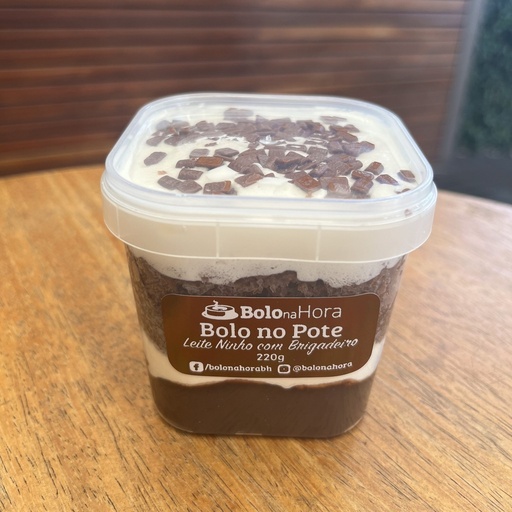 BolonaHora
Bolo no Pote
Leite Ninho com Brigadeiro
220g
/bolonahorabh @bolonahora